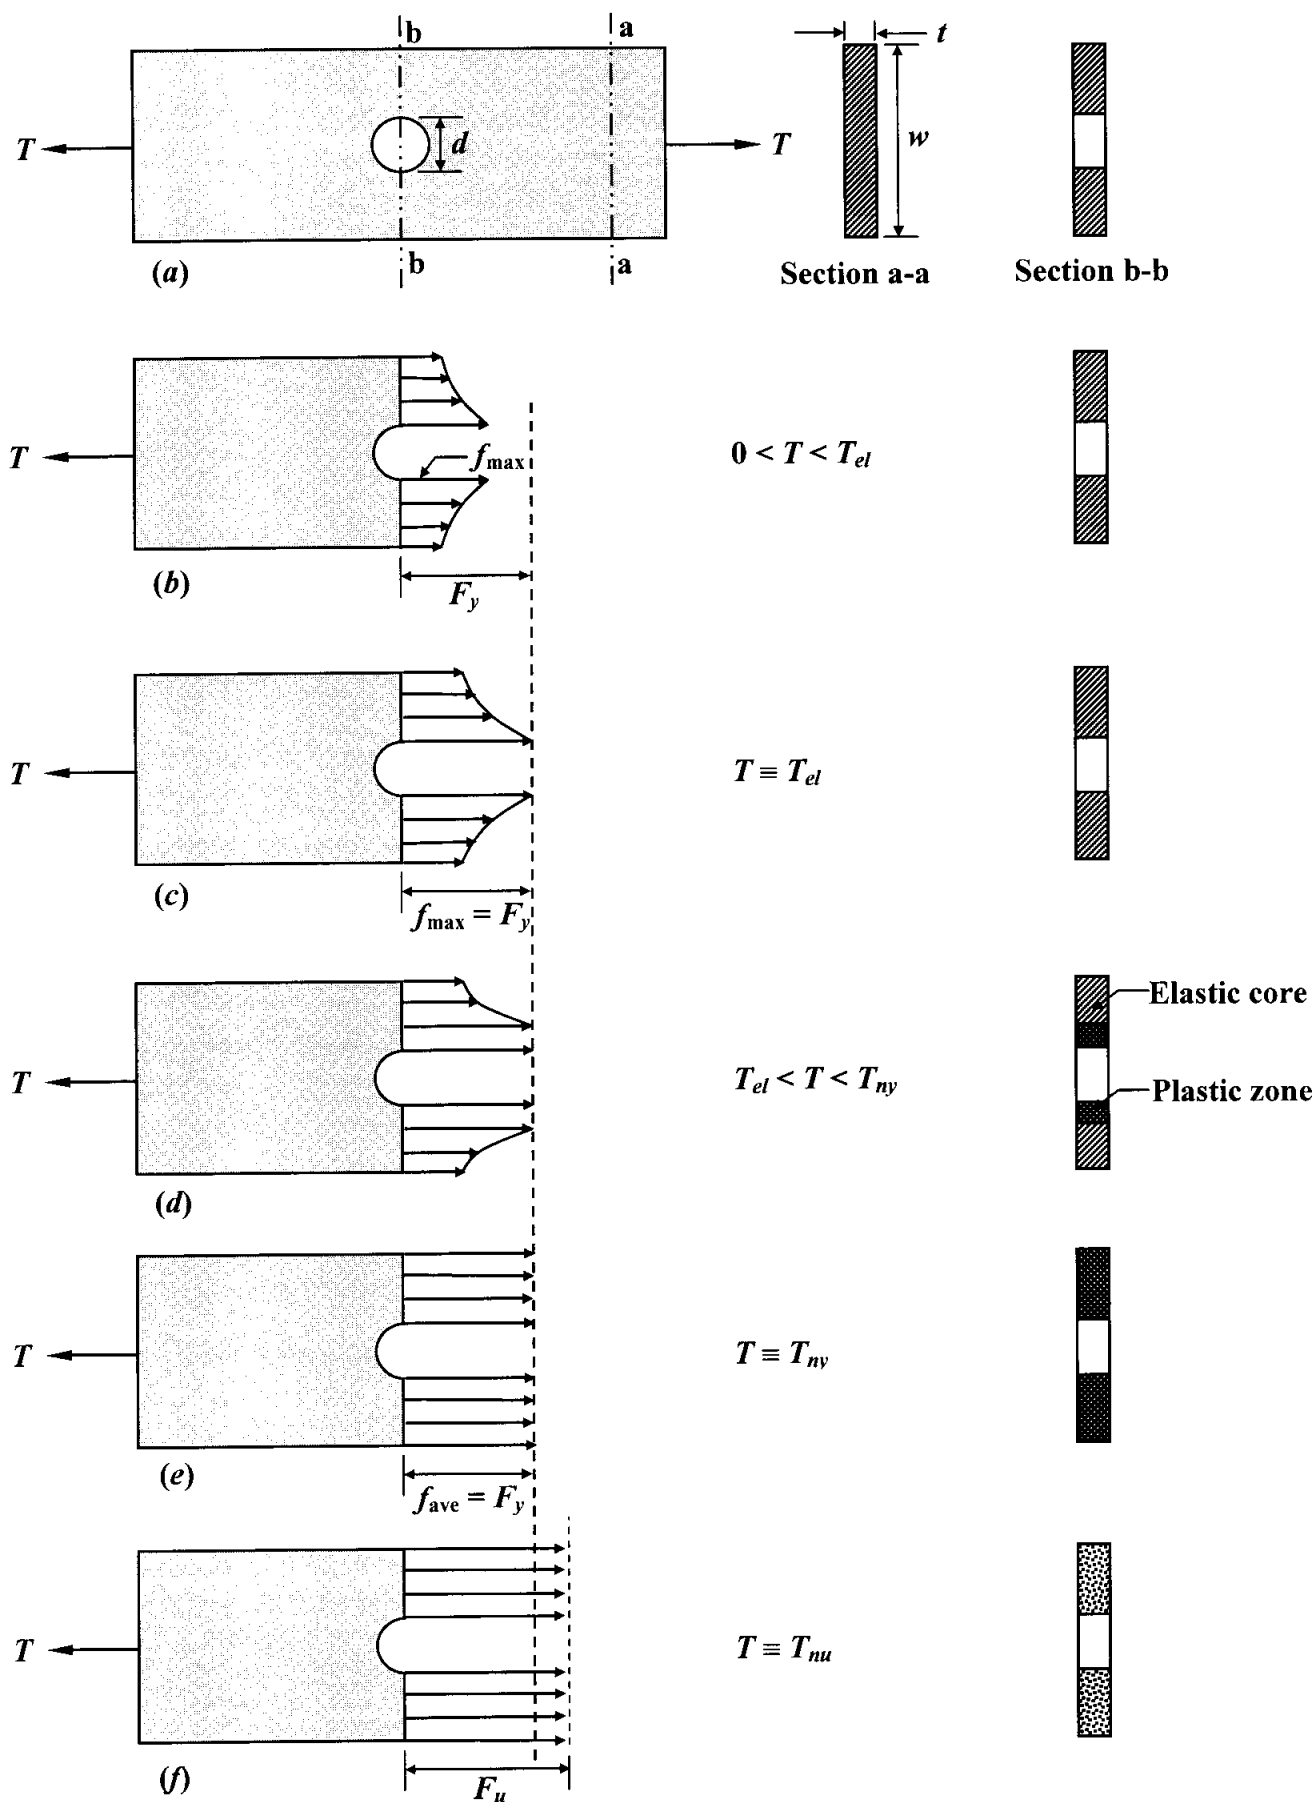 b
a
t
T
d
T
w
b
a
(a)
Section a-a
Section b-b
T
f_max
0 < T < T_el
(b)
F_y
T
T ≡ T_el
(c)
f_max = F_y
Elastic core
T
T_el < T < T_ny
Plastic zone
(d)
T
T ≡ T_ny
(e)
f_ave = F_y
T
T ≡ T_nu
(f)
F_u